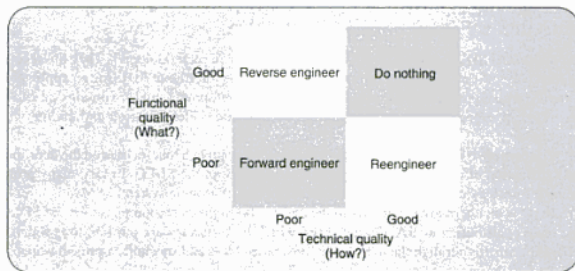 Good Reverse engineer Do nothing
Functional
quality
(What?)
Poor Forward engineer Reengineer
Poor Good
Technical quality
(How?)